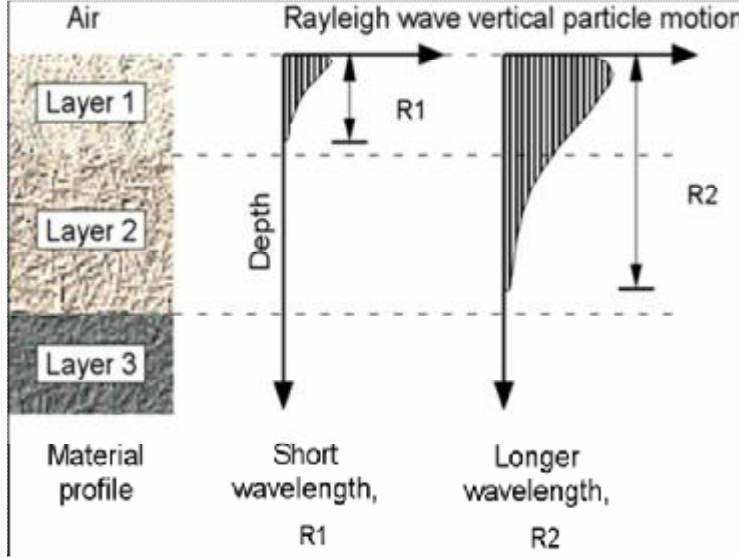 Air
Rayleigh wave vertical particle motion
Layer 1
R1
Layer 2
Depth
R2
Layer 3
Material
profile
Short
wavelength,
R1
Longer
wavelength,
R2